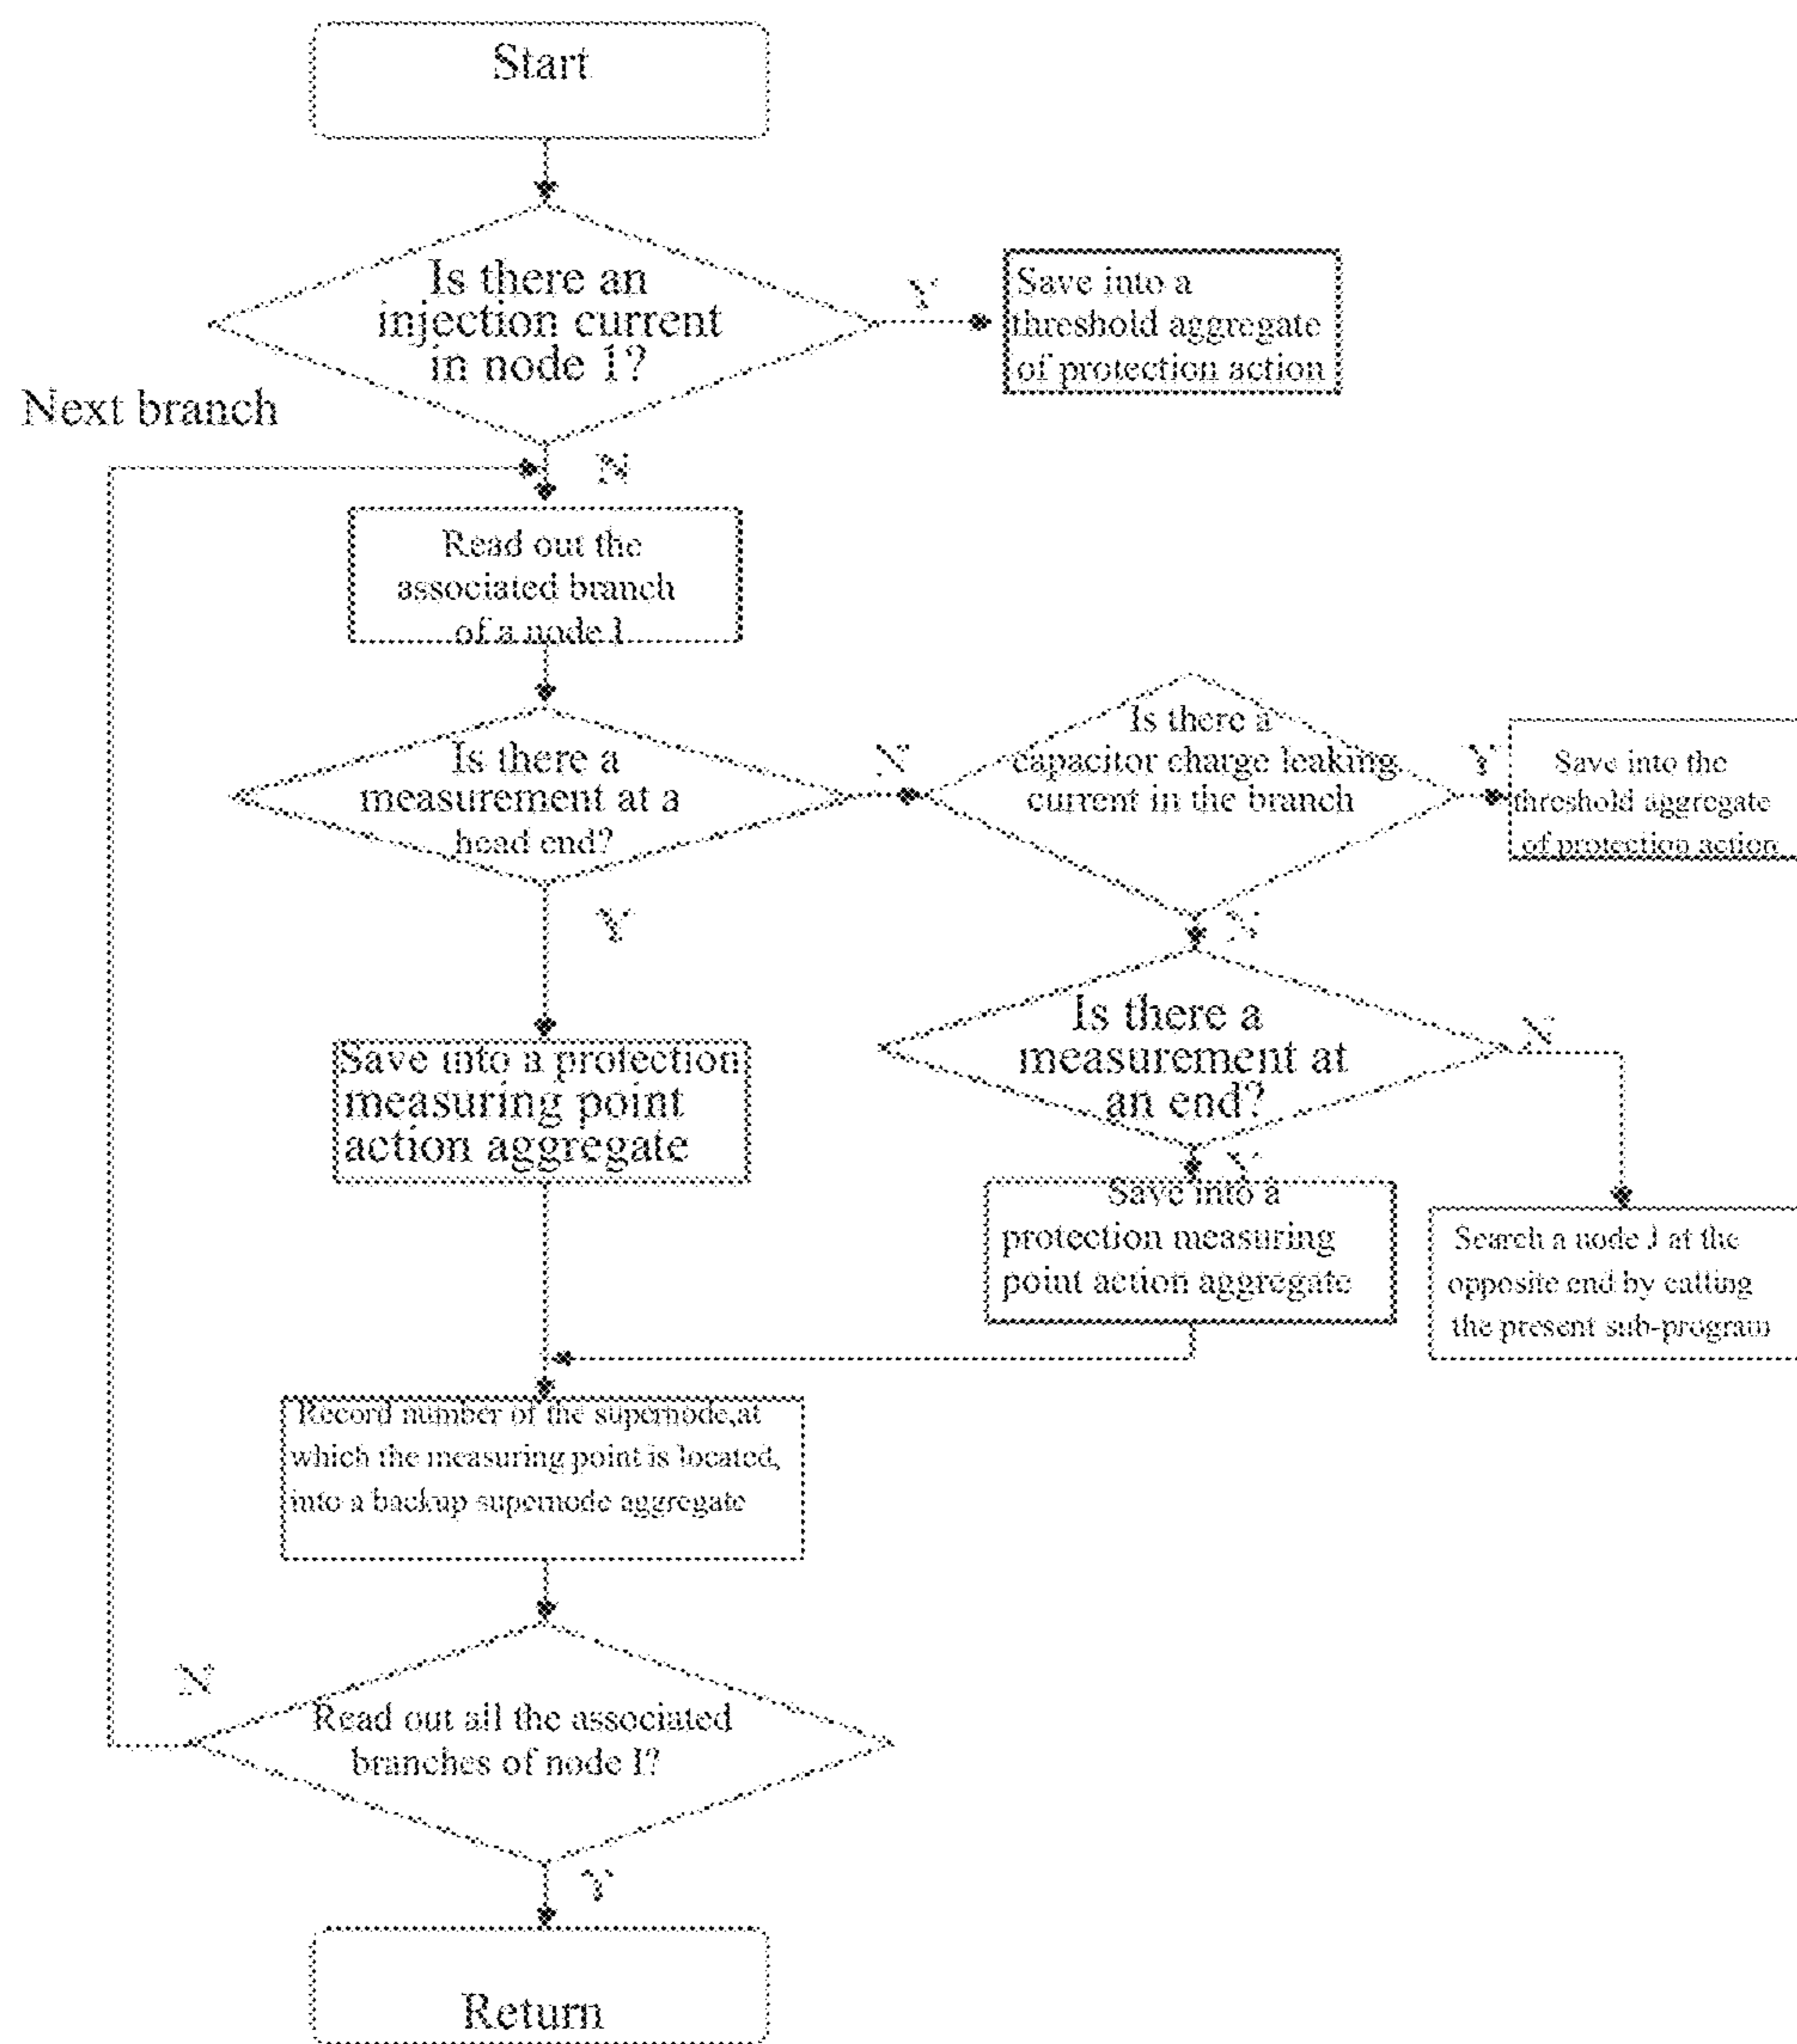 Start
Is there an
injection current
in node 1?
Y
Save into a
threshold aggregate
of protection action
Next branch
N
Read out the
associated branch
of a node I
Is there a
measurement at a
head end?
N
Is there a
capacitor charge leaking
current in the branch
Y
Save into the
threshold aggregate
of protection action
Y
N
Is there a
measurement at
an end?
N
Save into a protection
measuring point
action aggregate
Y
Save into a
protection measuring
point action aggregate
Search a node J at the
opposite end by calling
the present sub-program
Record number of the supernode,at
which the measuring point is located,
into a backup supernode aggregate
N
Read out all the associated
branches of node I?
Y
Return